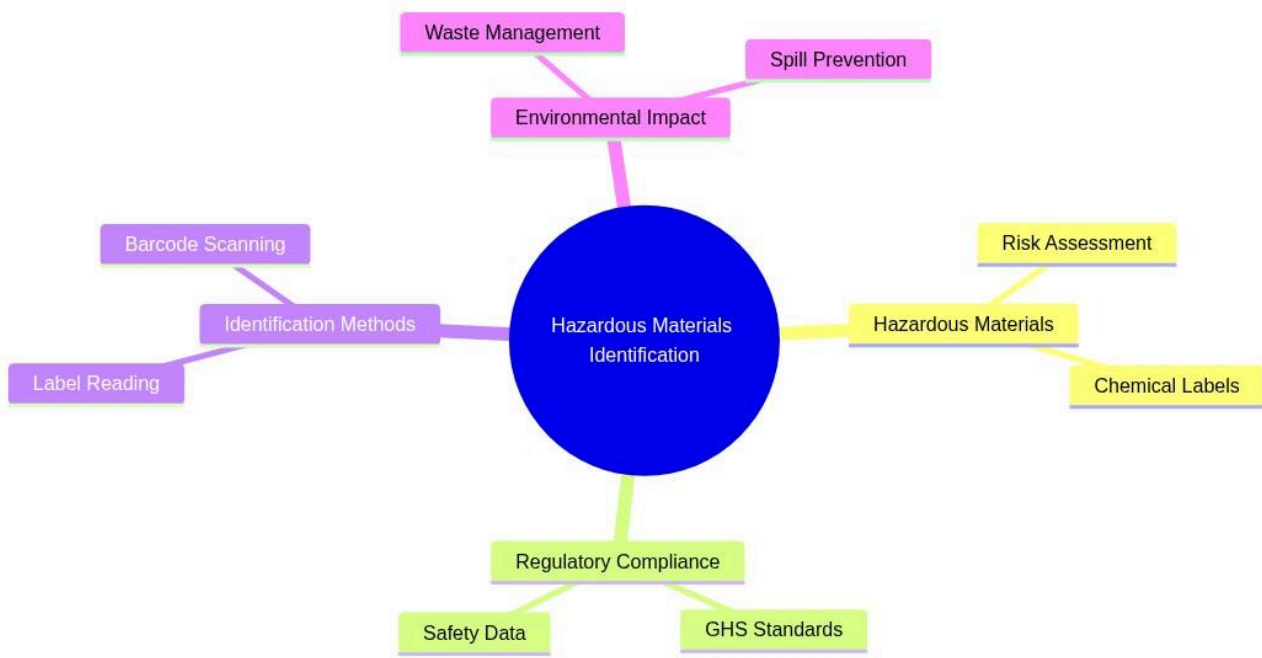 Waste Management
Spill Prevention
Environmental Impact
Barcode Scanning
Risk Assessment
Identification Methods
Hazardous Materials
Identification
Hazardous Materials
Label Reading
Chemical Labels
Regulatory Compliance
Safety Data
GHS Standards